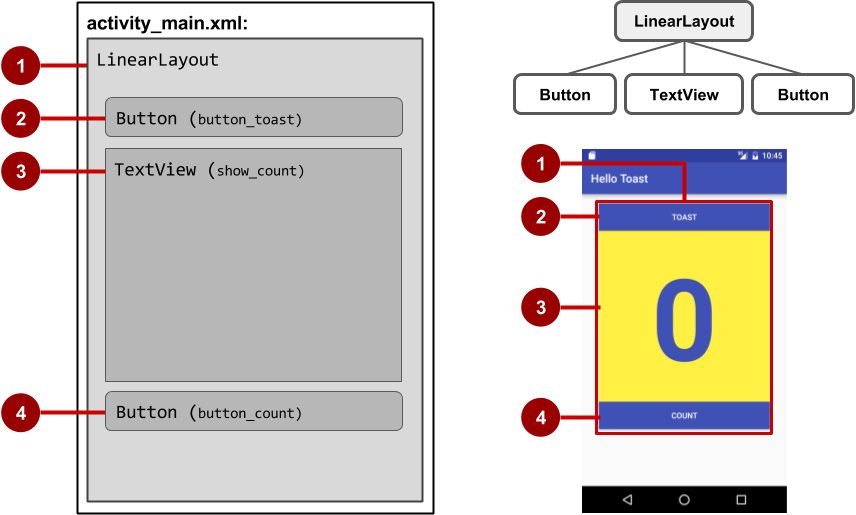 activity_main.xml:
1
LinearLayout
2
Button (button_toast)
3
TextView (show_count)
4
Button (button_count)
LinearLayout
Button TextView Button
1
10:45
Hello Toast
2
TOAST
3
0
4
COUNT